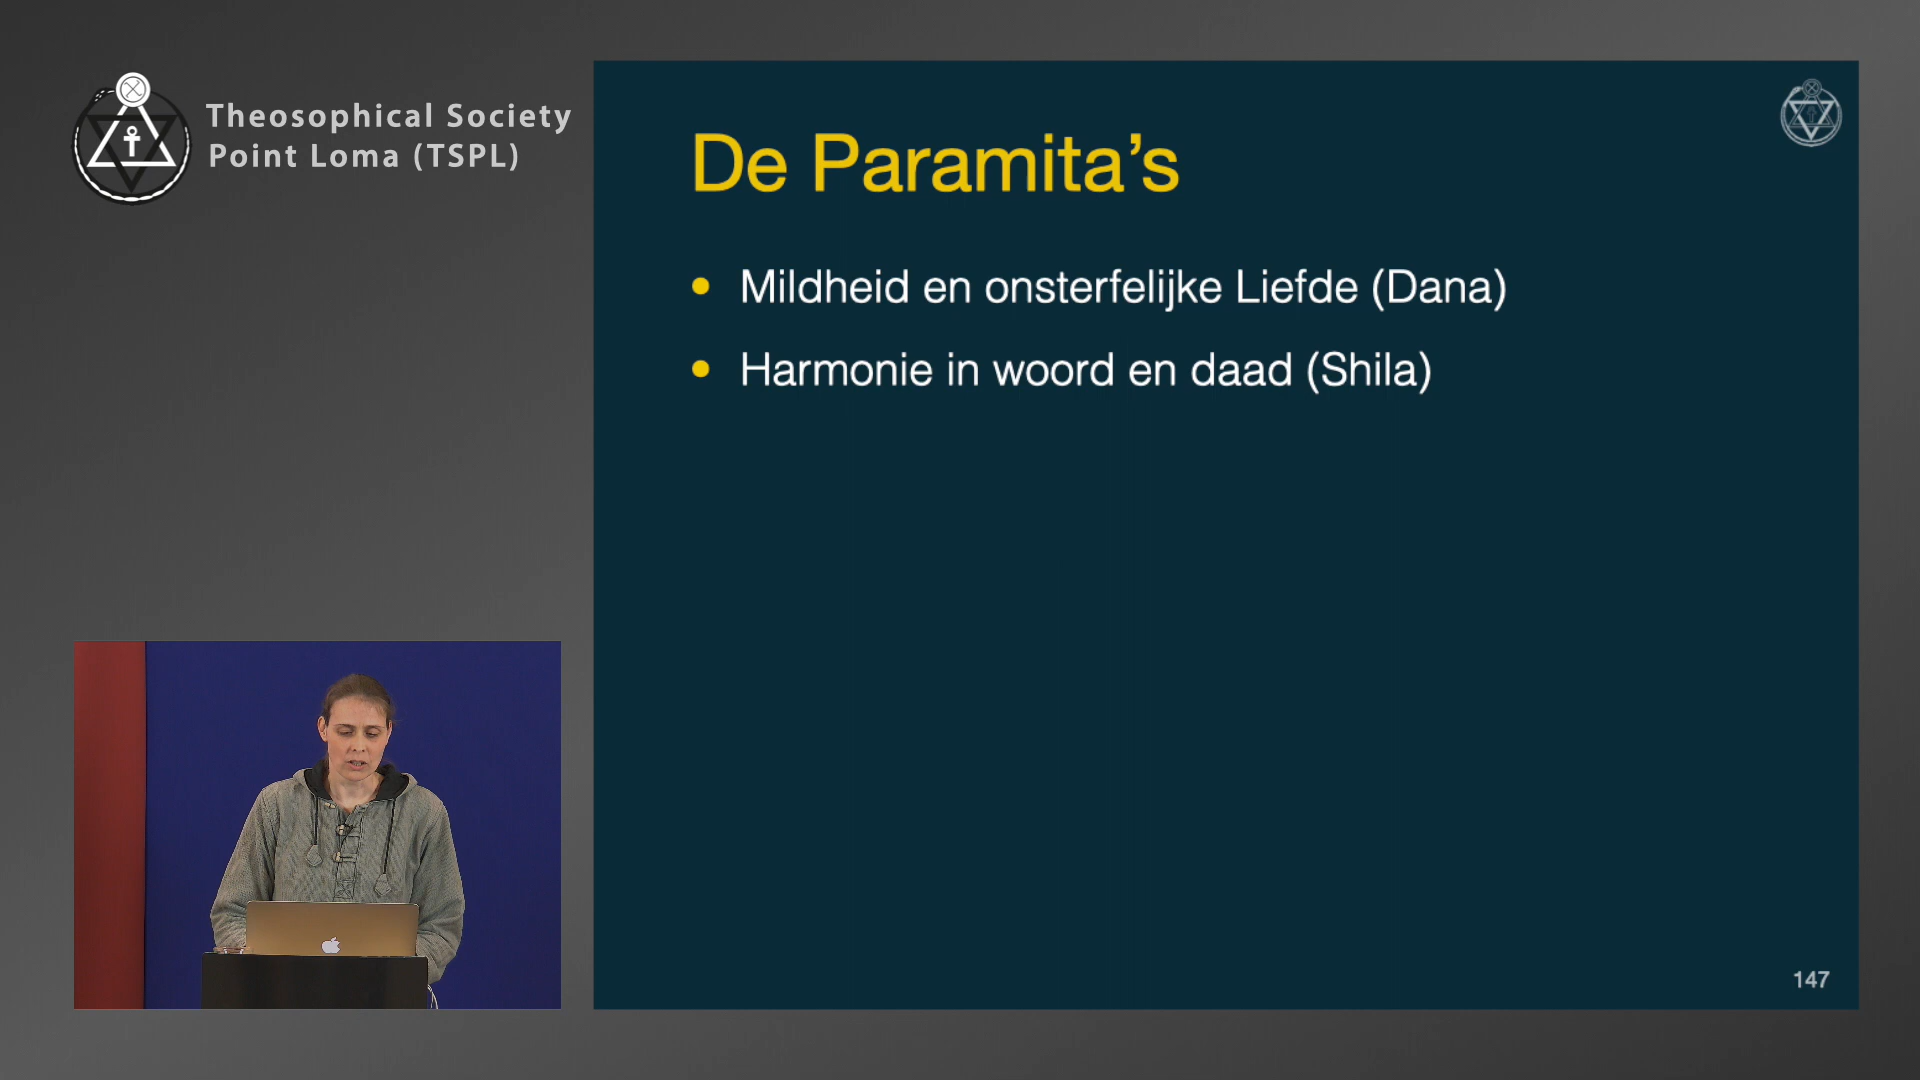 Theosophical Society
Point Loma (TSPL)
De Paramita’s
• Mildheid en onsterfelijke Liefde (Dana)
• Harmonie in woord en daad (Shila)
147